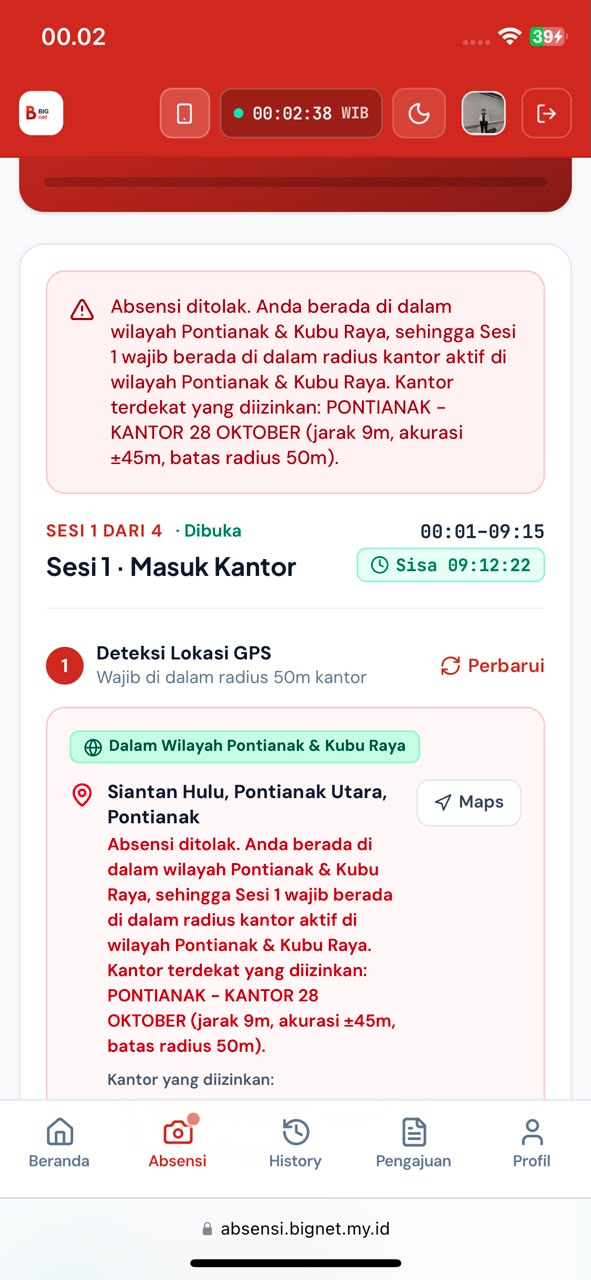 00.02
39
B BIG net
00:02:38 WIB
Absensi ditolak. Anda berada di dalam
wilayah Pontianak & Kubu Raya, sehingga Sesi
1 wajib berada di dalam radius kantor aktif di
wilayah Pontianak & Kubu Raya. Kantor
terdekat yang diizinkan: PONTIANAK -
KANTOR 28 OKTOBER (jarak 9m, akurasi
±45m, batas radius 50m).
SESI 1 DARI 4 · Dibuka
00:01–09:15
Sesi 1 · Masuk Kantor
Sisa 09:12:22
1
Deteksi Lokasi GPS
Wajib di dalam radius 50m kantor
Perbarui
Dalam Wilayah Pontianak & Kubu Raya
Siantan Hulu, Pontianak Utara,
Pontianak
Maps
Absensi ditolak. Anda berada di
dalam wilayah Pontianak & Kubu
Raya, sehingga Sesi 1 wajib berada
di dalam radius kantor aktif di
wilayah Pontianak & Kubu Raya.
Kantor terdekat yang diizinkan:
PONTIANAK - KANTOR 28
OKTOBER (jarak 9m, akurasi ±45m,
batas radius 50m).
Kantor yang diizinkan:
Beranda
Absensi
History
Pengajuan
Profil
absensi.bignet.my.id